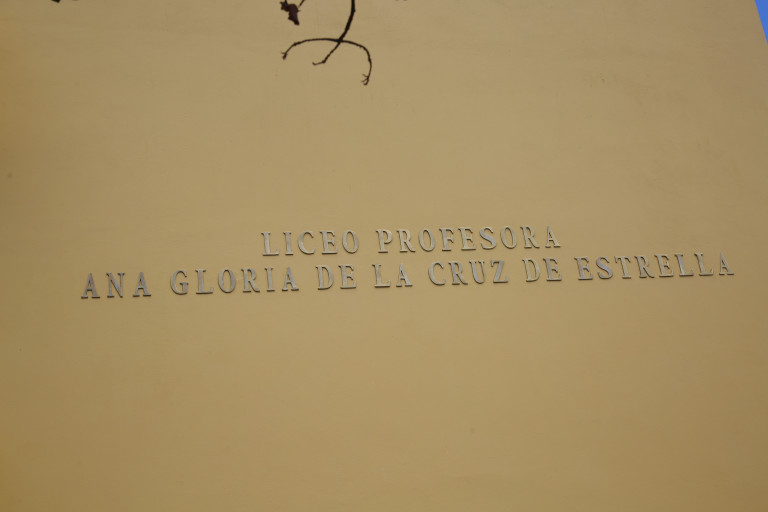 LICEO PROFESORA
ANA GLORIA DE LA CRUZ DE ESTRELLA